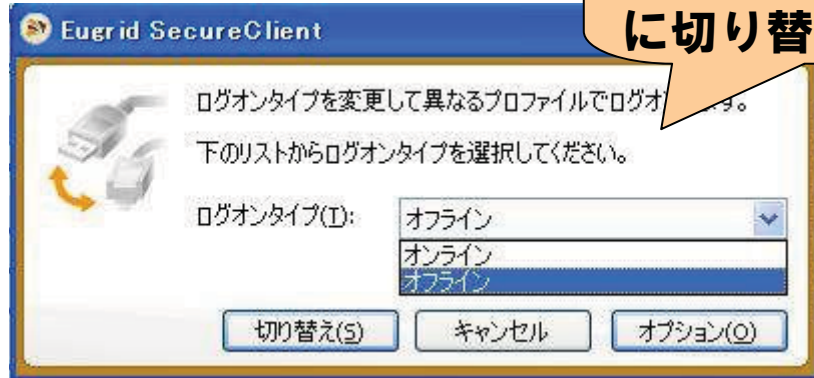 に切り替
Eugrid SecureClient
ログオンタイプを変更して異なるプロファイルでログオ
下のリストからログオンタイプを選択してください。
ログオンタイプ(T): オフライン
オンライン
オフライン
切り替え(S) キャンセル オプション(O)